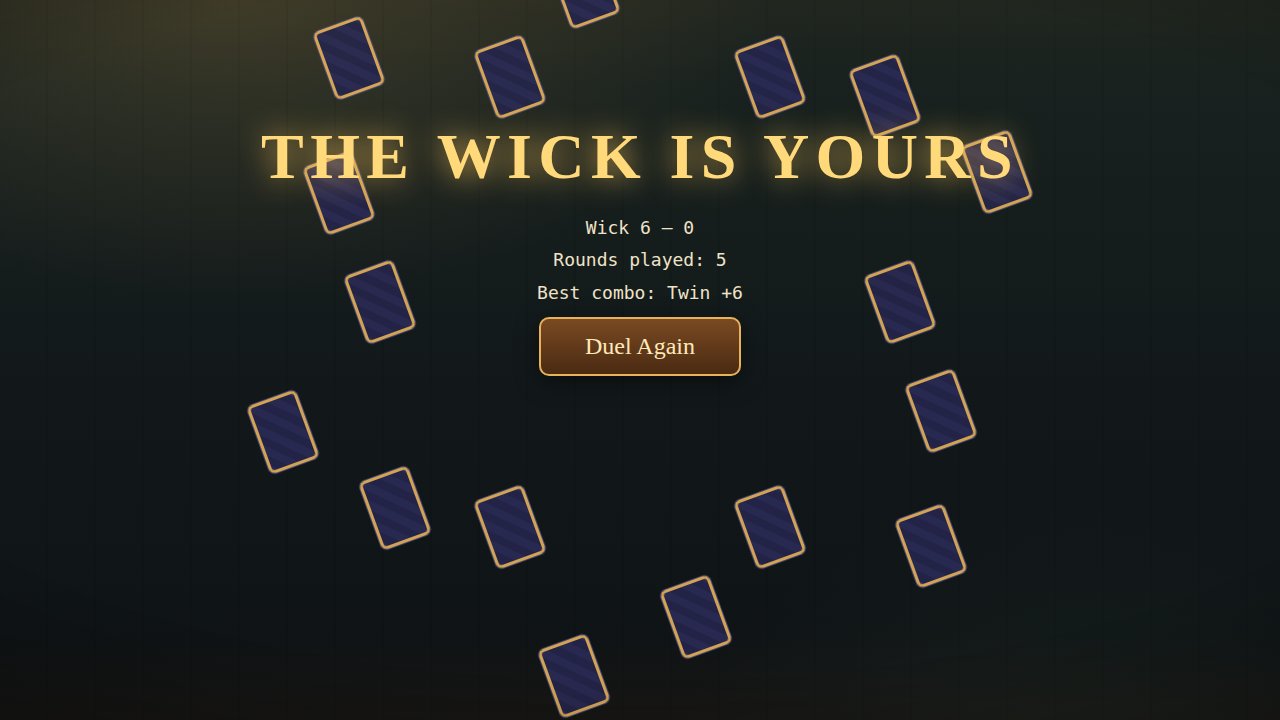 THE WICK IS YOURS
Wick 6 — 0
Rounds played: 5
Best combo: Twin +6
Duel Again